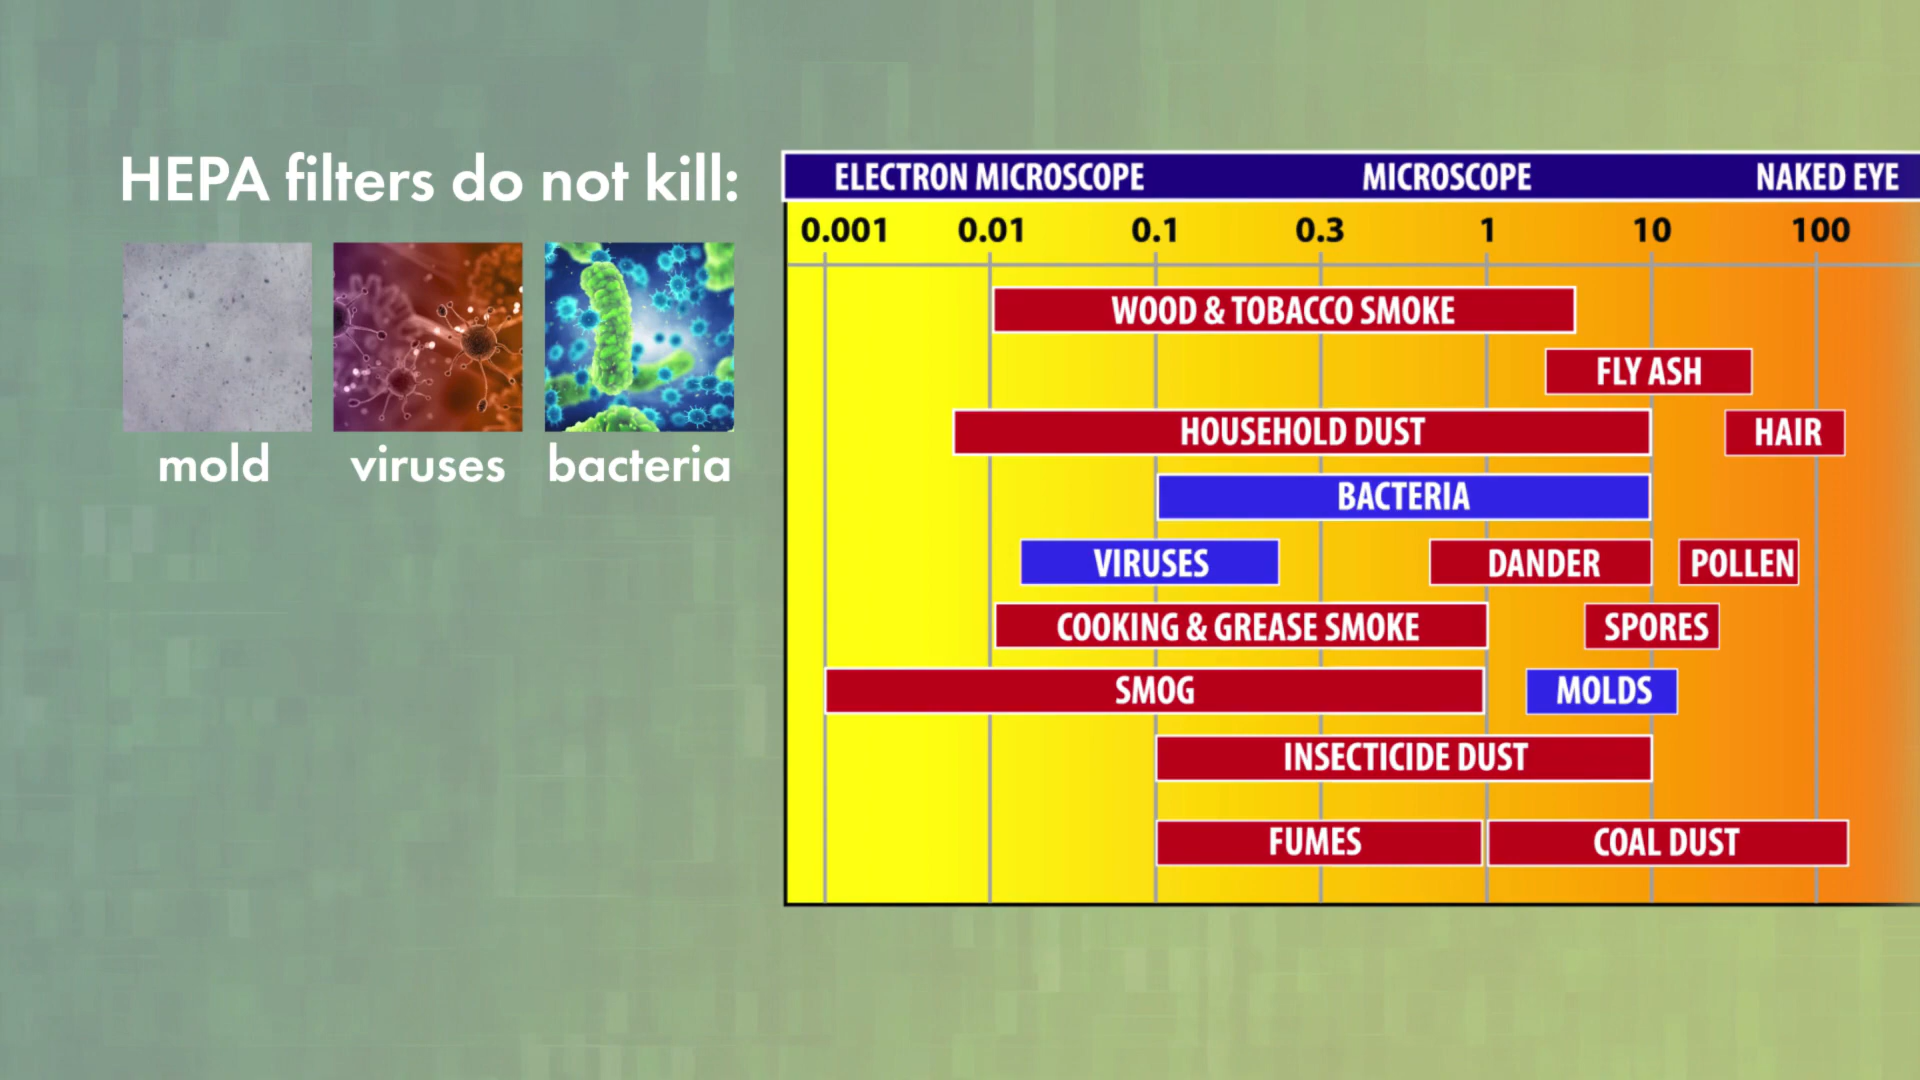 HEPA filters do not kill:
mold viruses bacteria
ELECTRON MICROSCOPE MICROSCOPE NAKED EYE
0.001 0.01 0.1 0.3 1 10 100
WOOD & TOBACCO SMOKE
FLY ASH
HOUSEHOLD DUST HAIR
BACTERIA
VIRUSES DANDER POLLEN
COOKING & GREASE SMOKE SPORES
SMOG MOLDS
INSECTICIDE DUST
FUMES COAL DUST